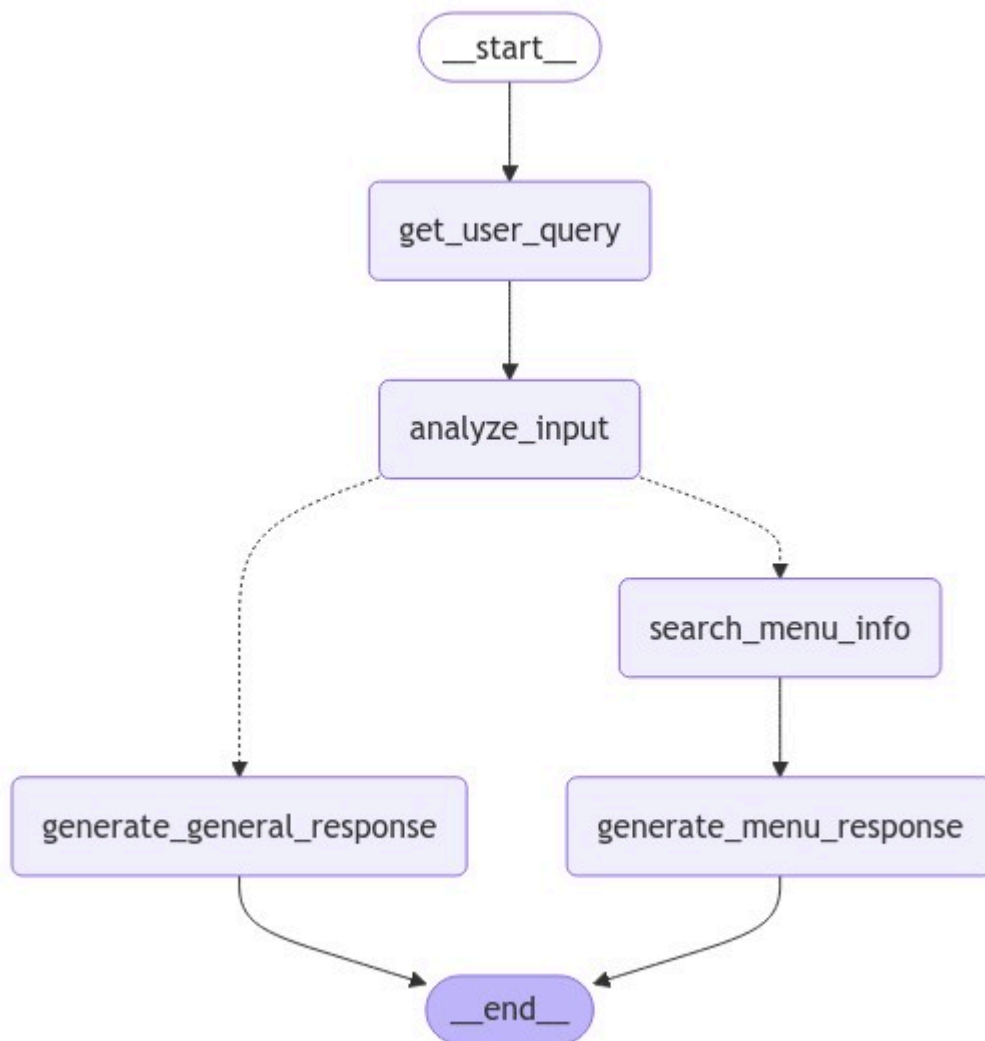 __start__
get_user_query
analyze_input
search_menu_info
generate_general_response
generate_menu_response
__end__